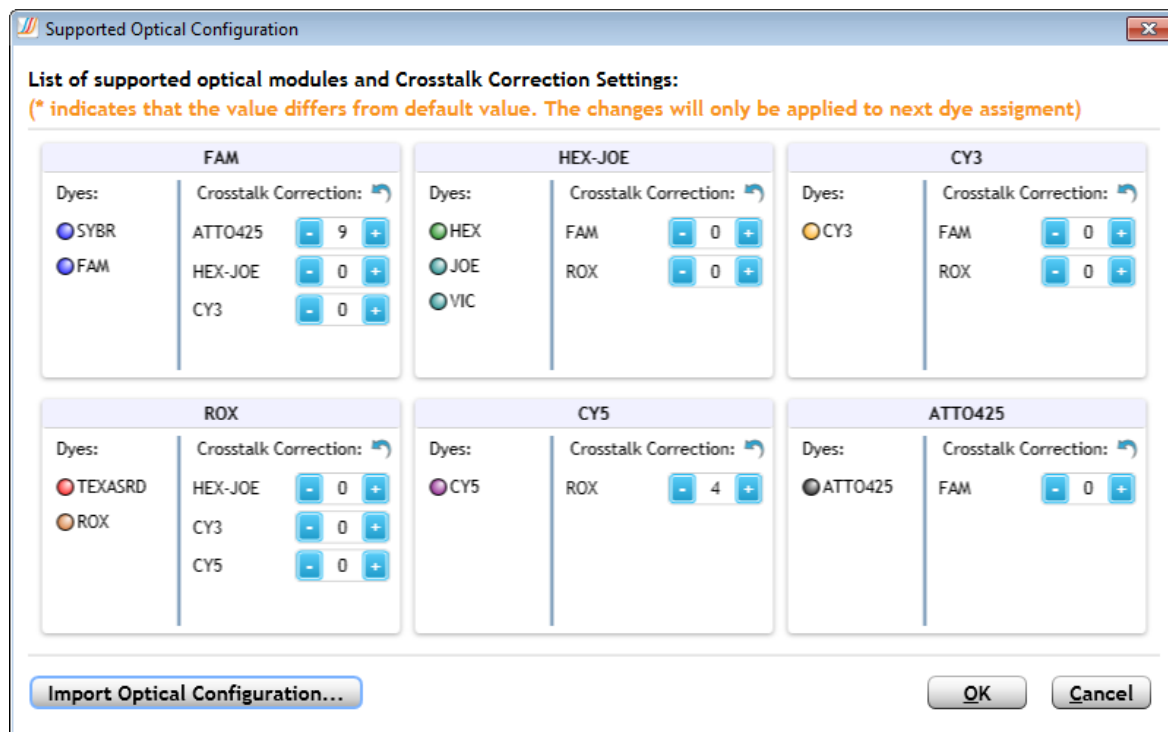 Supported Optical Configuration
List of supported optical modules and Crosstalk Correction Settings:
(* indicates that the value differs from default value. The changes will only be applied to next dye assigment)
FAM
Dyes:
SYBR
FAM
Crosstalk Correction:
ATTO425 - 9 +
HEX-JOE - 0 +
CY3 - 0 +
HEX-JOE
Dyes:
HEX
JOE
VIC
Crosstalk Correction:
FAM - 0 +
ROX - 0 +
CY3
Dyes:
CY3
Crosstalk Correction:
FAM - 0 +
ROX - 0 +
ROX
Dyes:
TEXASRD
ROX
Crosstalk Correction:
HEX-JOE - 0 +
CY3 - 0 +
CY5 - 0 +
CY5
Dyes:
CY5
Crosstalk Correction:
ROX - 4 +
ATTO425
Dyes:
ATTO425
Crosstalk Correction:
FAM - 0 +
Import Optical Configuration...
OK
Cancel